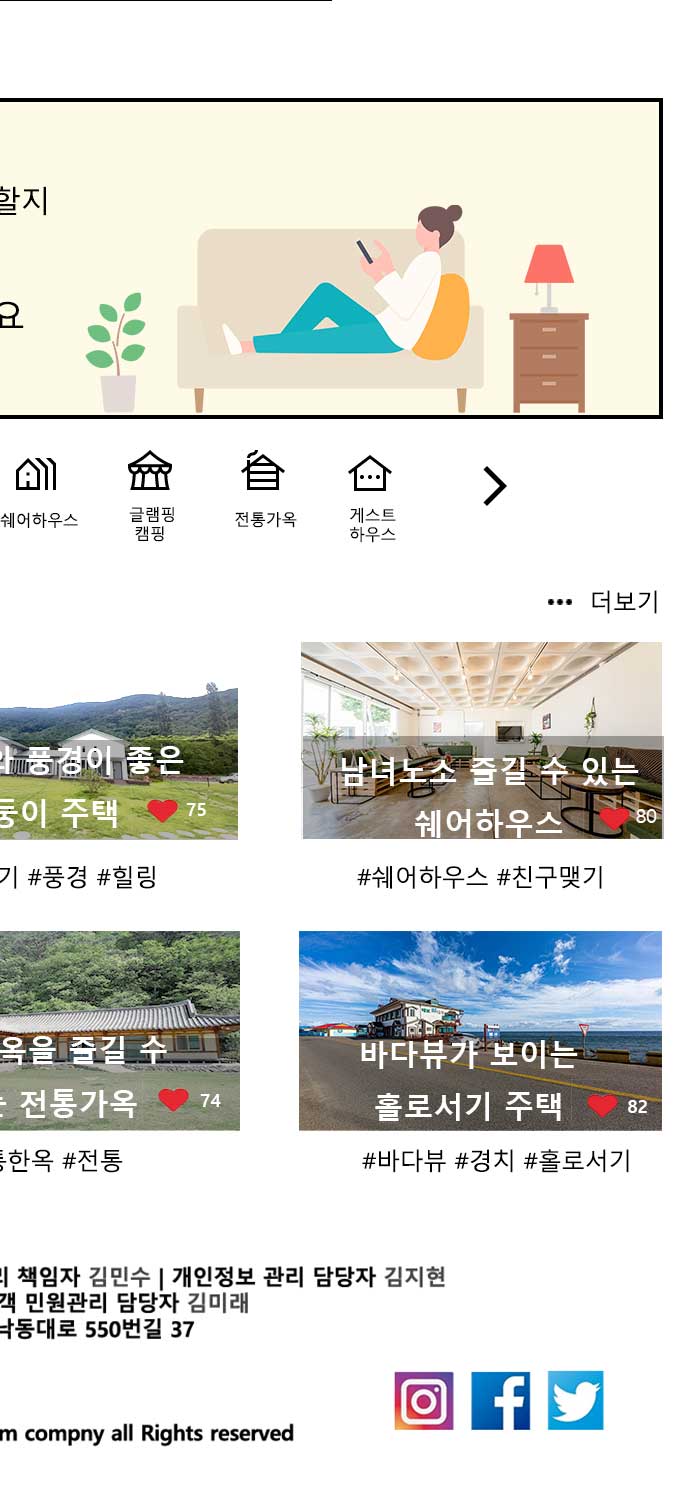 할지
요
쉐어하우스
글램핑
캠핑
전통가옥
게스트
하우스
••• 더보기
와 풍경이 좋은
둥이 주택 75
기 #풍경 #힐링
남녀노소 즐길 수 있는
쉐어하우스 80
#쉐어하우스 #친구맺기
옥을 즐길 수
는 전통가옥 74
통한옥 #전통
바다뷰가 보이는
홀로서기 주택 82
#바다뷰 #경치 #홀로서기
리 책임자 김민수 | 개인정보 관리 담당자 김지현
객 민원관리 담당자 김미래
낙동대로 550번길 37
m compny all Rights reserved